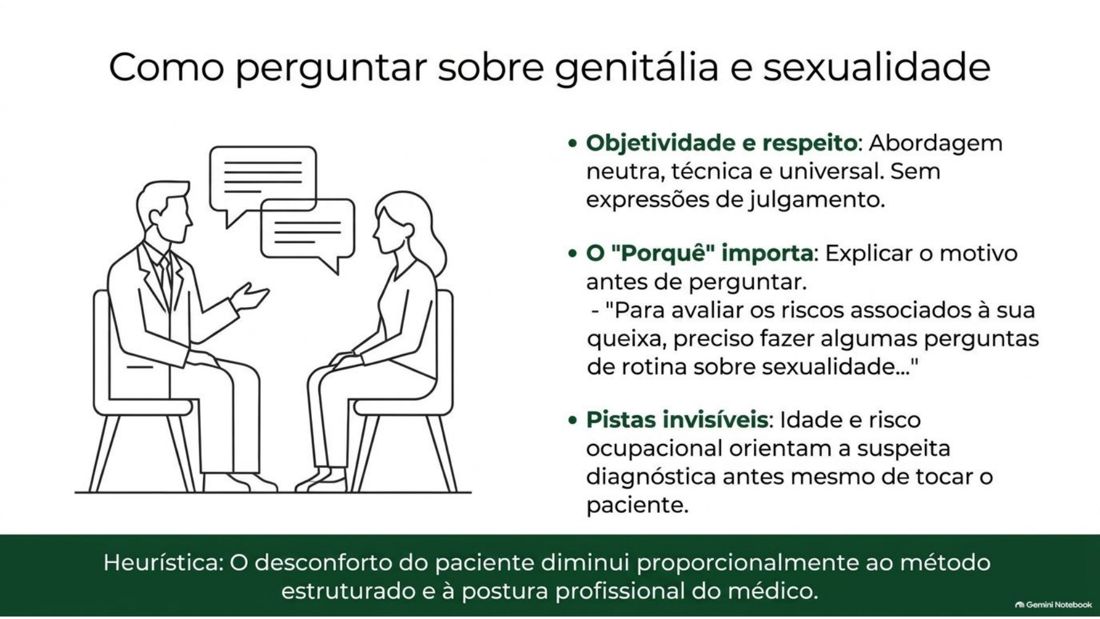 Como perguntar sobre genitália e sexualidade
• Objetividade e respeito: Abordagem
neutra, técnica e universal. Sem
expressões de julgamento.
• O "Porquê" importa: Explicar o motivo
antes de perguntar.
- "Para avaliar os riscos associados à sua
queixa, preciso fazer algumas perguntas
de rotina sobre sexualidade..."
• Pistas invisíveis: Idade e risco
ocupacional orientam a suspeita
diagnóstica antes mesmo de tocar o
paciente.
Heurística: O desconforto do paciente diminui proporcionalmente ao método
estruturado e à postura profissional do médico.
Gemini Notebook